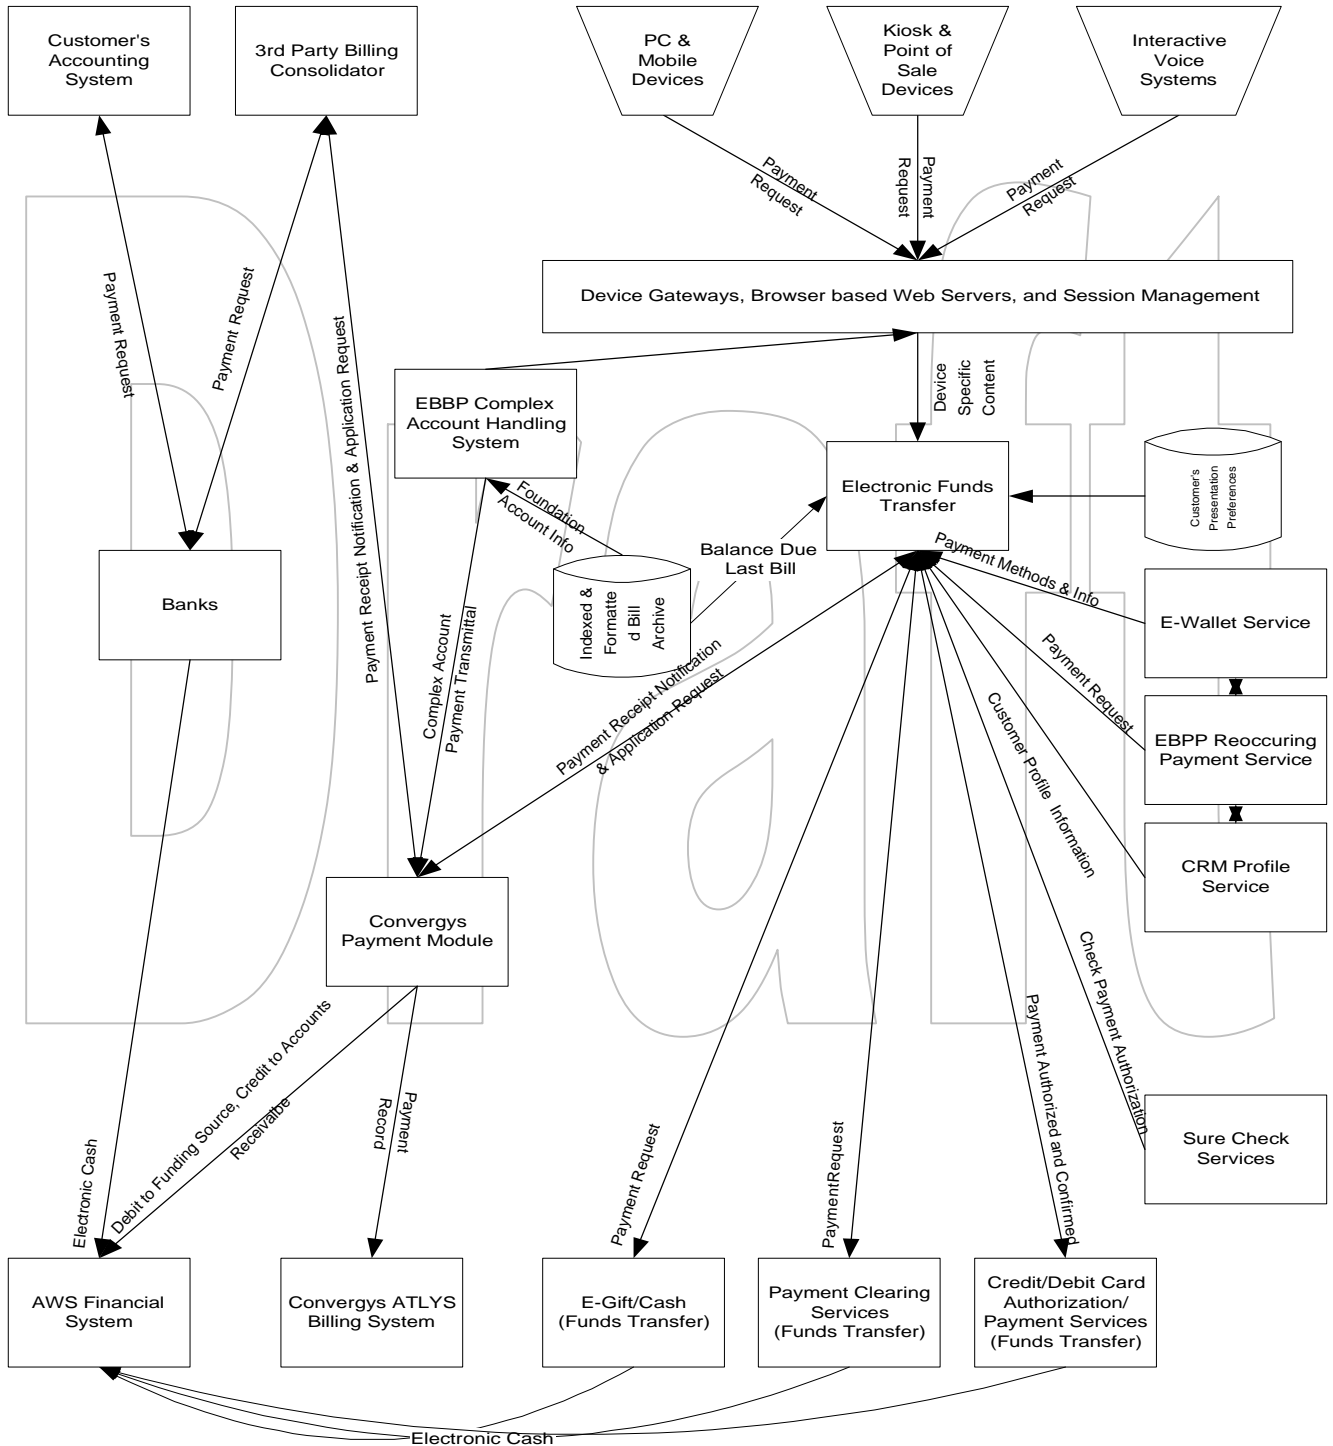 Customer's
Accounting
System
3rd Party Billing
Consolidator
PC &
Mobile
Devices
Kiosk &
Point of
Sale
Devices
Interactive
Voice
Systems
Payment
Request
Payment
Request
Payment
Request
Payment Request
Payment Request
Payment Receipt Notification & Application Request
Device Gateways, Browser based Web Servers, and Session Management
Device
Specific
Content
EBBP Complex
Account Handling
System
Foundation
Account Info
Electronic Funds
Transfer
Customer's
Presentation
Preferences
Balance Due
Last Bill
Indexed &
Formatte
d Bill
Archive
Banks
Payment Methods & Info
E-Wallet Service
Complex Account
Payment Transmittal
Payment Receipt Notification
& Application Request
Payment Request
EBPP Reoccuring
Payment Service
Customer Profile Information
CRM Profile
Service
Convergys
Payment Module
Check Payment Authorization
Sure Check
Services
Debit to Funding Source, Credit to Accounts
Receivalbe
Payment
Record
Electronic Cash
Payment Request
PaymentRequest
Payment Authorized and Confirmed
AWS Financial
System
Convergys ATLYS
Billing System
E-Gift/Cash
(Funds Transfer)
Payment Clearing
Services
(Funds Transfer)
Credit/Debit Card
Authorization/
Payment Services
(Funds Transfer)
Electronic Cash
Draft